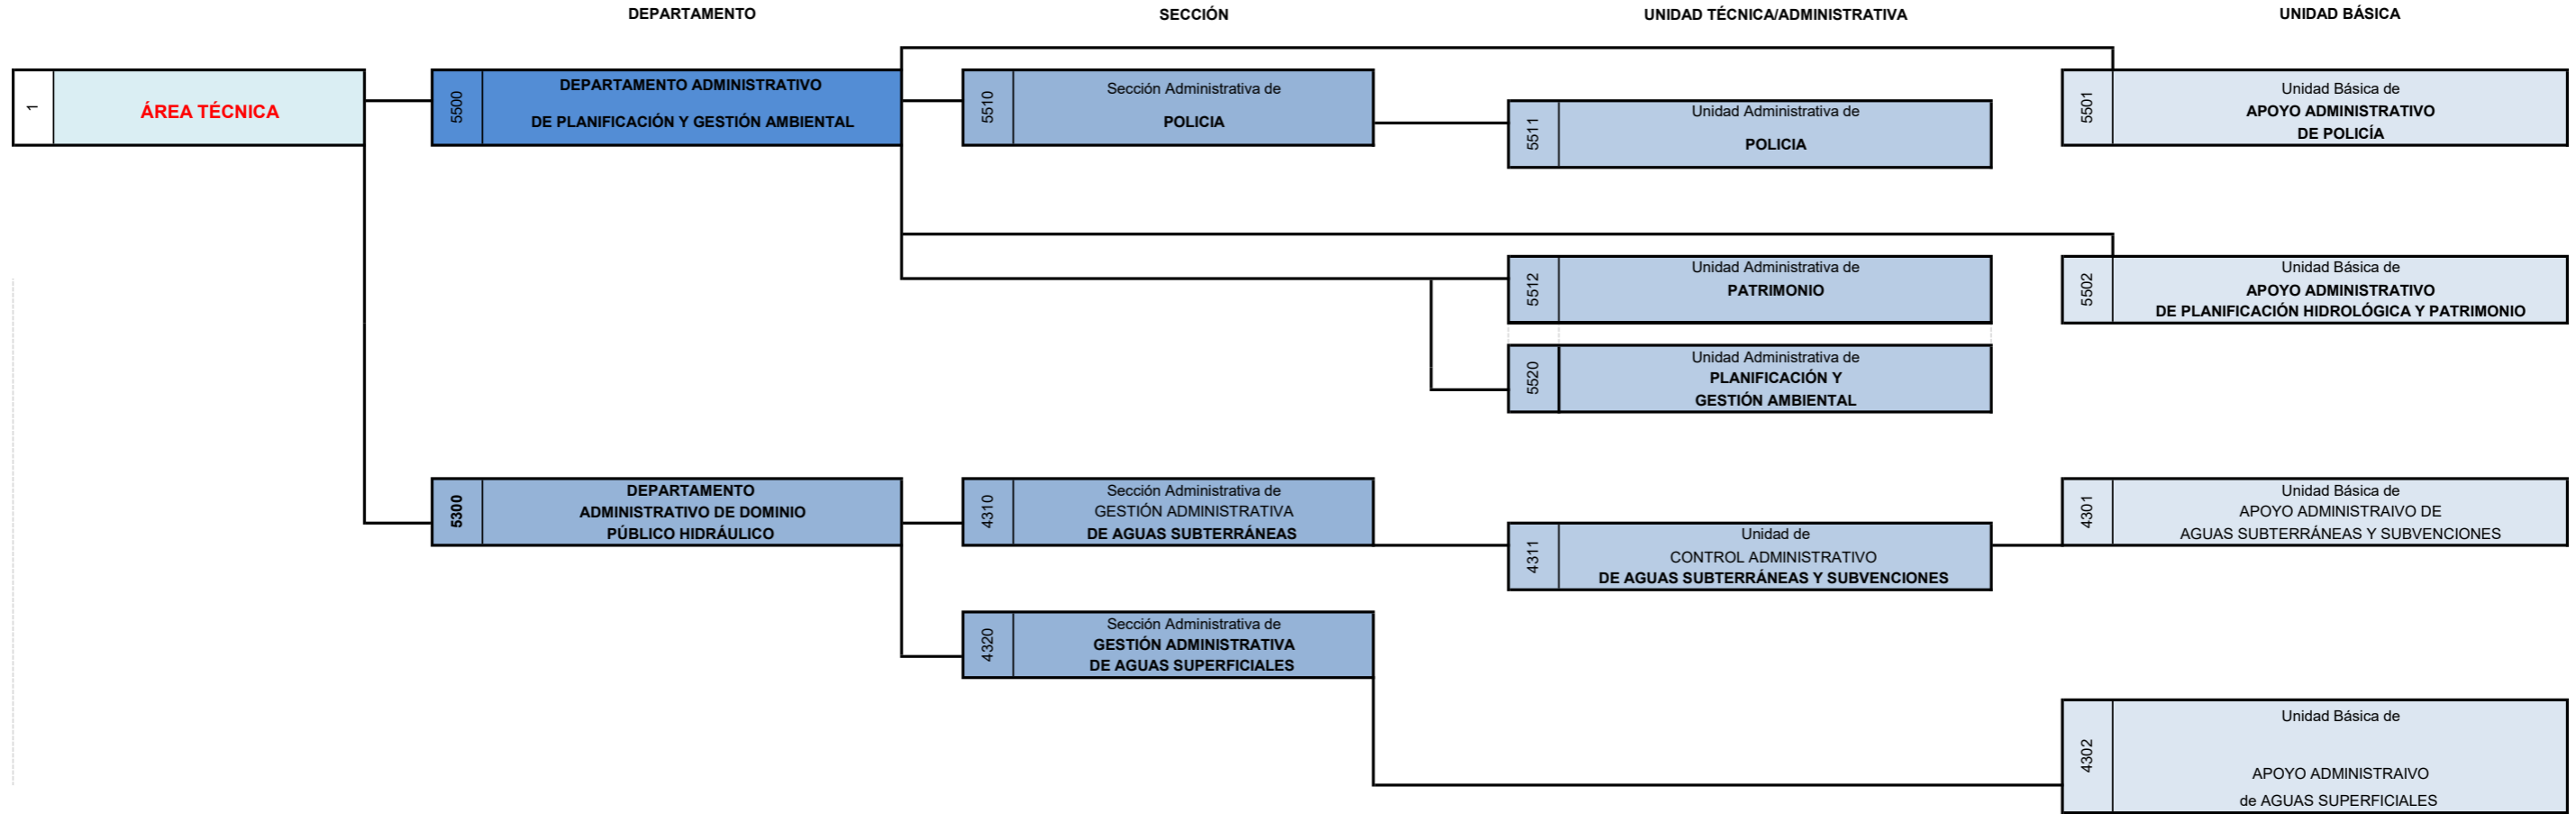 DEPARTAMENTO
SECCIÓN
UNIDAD TÉCNICA/ADMINISTRATIVA
UNIDAD BÁSICA
1
ÁREA TÉCNICA
5500
DEPARTAMENTO ADMINISTRATIVO
DE PLANIFICACIÓN Y GESTIÓN AMBIENTAL
5510
Sección Administrativa de
POLICIA
5511
Unidad Administrativa de
POLICIA
5501
Unidad Básica de
APOYO ADMINISTRATIVO
DE POLICÍA
5512
Unidad Administrativa de
PATRIMONIO
5502
Unidad Básica de
APOYO ADMINISTRATIVO
DE PLANIFICACIÓN HIDROLÓGICA Y PATRIMONIO
5520
Unidad Administrativa de
PLANIFICACIÓN Y
GESTIÓN AMBIENTAL
5300
DEPARTAMENTO
ADMINISTRATIVO DE DOMINIO
PÚBLICO HIDRÁULICO
4310
Sección Administrativa de
GESTIÓN ADMINISTRATIVA
DE AGUAS SUBTERRÁNEAS
4311
Unidad de
CONTROL ADMINISTRATIVO
DE AGUAS SUBTERRÁNEAS Y SUBVENCIONES
4301
Unidad Básica de
APOYO ADMINISTRAIVO DE
AGUAS SUBTERRÁNEAS Y SUBVENCIONES
4320
Sección Administrativa de
GESTIÓN ADMINISTRATIVA
DE AGUAS SUPERFICIALES
4302
Unidad Básica de
APOYO ADMINISTRAIVO
de AGUAS SUPERFICIALES